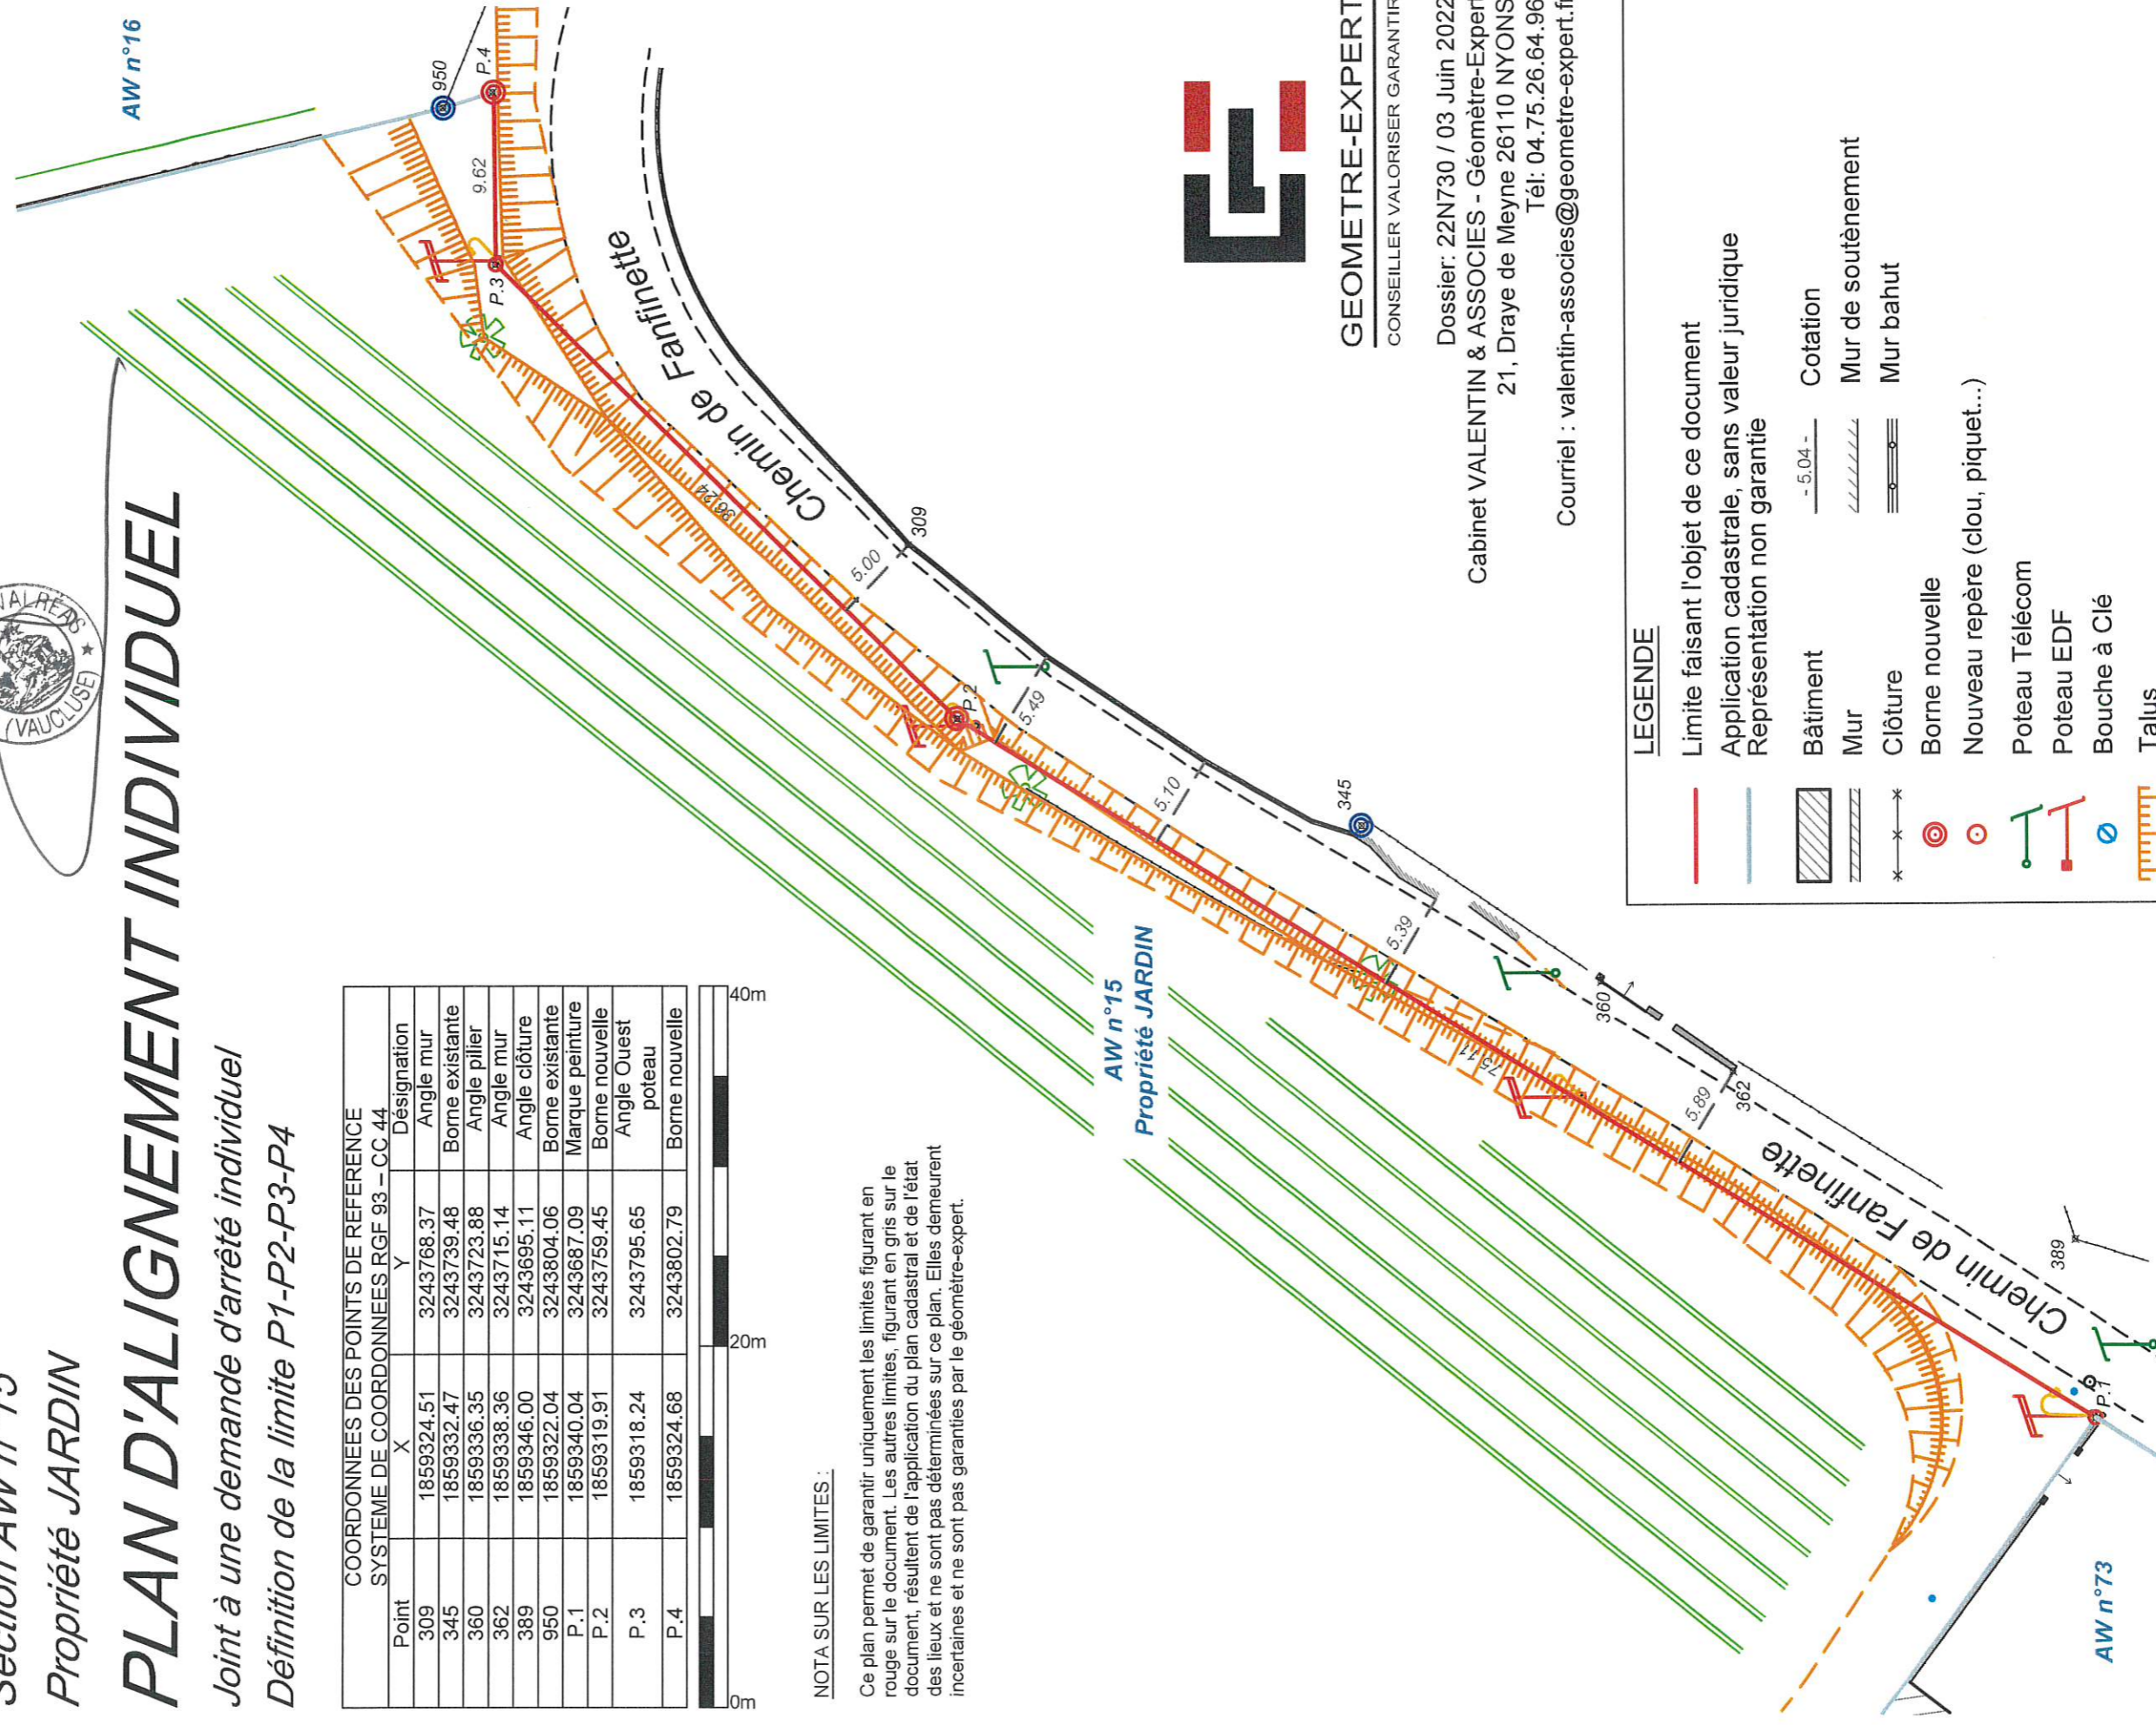 Section AW n° 15
Propriété JARDIN
PLAN D'ALIGNEMENT INDIVIDUEL
Joint à une demande d'arrêté individuel
Définition de la limite P1-P2-P3-P4
(VAUCLUSE)
COORDONNEES DES POINTS DE REFERENCE
SYSTEME DE COORDONNEES RGF 93 – CC 44
Point X Y Désignation
309 1859324.51 3243768.37 Angle mur
345 1859332.47 3243739.48 Borne existante
360 1859336.35 3243723.88 Angle pilier
362 1859338.36 3243715.14 Angle mur
389 1859346.00 3243695.11 Angle clôture
950 1859322.04 3243804.06 Borne existante
P.1 1859340.04 3243687.09 Marque peinture
P.2 1859319.91 3243759.45 Borne nouvelle
P.3 1859318.24 3243795.65 Angle Ouest
poteau
P.4 1859324.68 3243802.79 Borne nouvelle
0m 20m 40m
NOTA SUR LES LIMITES :
Ce plan permet de garantir uniquement les limites figurant en
rouge sur le document. Les autres limites, figurant en gris sur le
document, résultent de l'application du plan cadastral et de l'état
des lieux et ne sont pas déterminées sur ce plan. Elles demeurent
incertaines et ne sont pas garanties par le géomètre-expert.
AW n°16
950
P.4
9.62
P.3
36.24
Chemin de Fanfinette
5.00
309
P.2
5.49
5.10
345
AW n°15
Propriété JARDIN
5.39
75.11
360
5.89
362
Chemin de Fanfinette
389
P.1
AW n°73
GEOMETRE-EXPERT
CONSEILLER VALORISER GARANTIR
Dossier: 22N730 / 03 Juin 2022
Cabinet VALENTIN & ASSOCIES - Géomètre-Expert
21, Draye de Meyne 26110 NYONS
Tél: 04.75.26.64.96
Courriel : valentin-associes@geometre-expert.fr
LEGENDE
Limite faisant l'objet de ce document
Application cadastrale, sans valeur juridique
Représentation non garantie
Bâtiment
- 5.04 - Cotation
Mur
Mur de soutènement
Clôture
Mur bahut
Borne nouvelle
Nouveau repère (clou, piquet...)
Poteau Télécom
Poteau EDF
Bouche à Clé
Talus